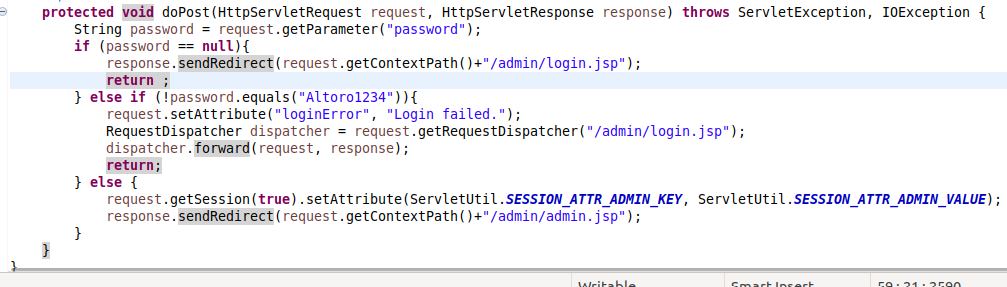 protected void doPost(HttpServletRequest request, HttpServletResponse response) throws ServletException, IOException {
String password = request.getParameter("password");
if (password == null){
response.sendRedirect(request.getContextPath()+"/admin/login.jsp");
return ;
} else if (!password.equals("Altoro1234")){
request.setAttribute("loginError", "Login failed.");
RequestDispatcher dispatcher = request.getRequestDispatcher("/admin/login.jsp");
dispatcher.forward(request, response);
return;
} else {
request.getSession(true).setAttribute(ServletUtil.SESSION_ATTR_ADMIN_KEY, ServletUtil.SESSION_ATTR_ADMIN_VALUE);
response.sendRedirect(request.getContextPath()+"/admin/admin.jsp");
}
}
}
Writable Smart Insert 59 : 21 : 2590